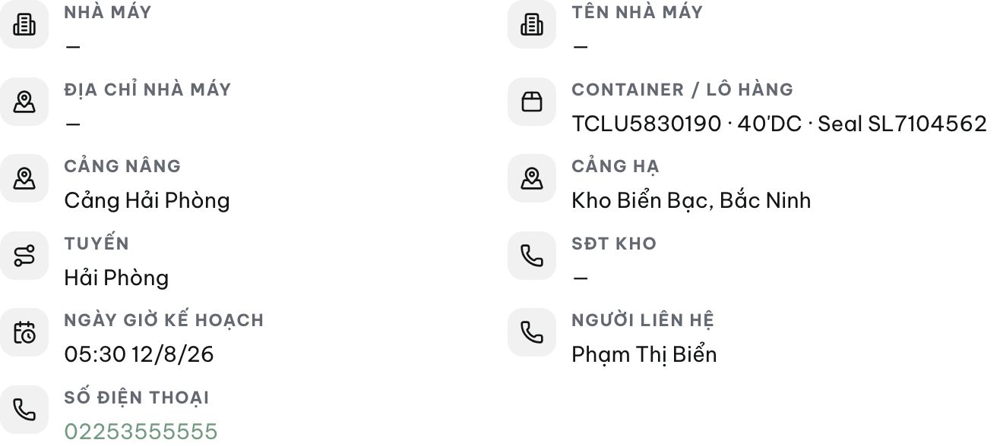 NHÀ MÁY
—
TÊN NHÀ MÁY
—
ĐỊA CHỈ NHÀ MÁY
—
CONTAINER / LÔ HÀNG
TCLU5830190 · 40'DC · Seal SL7104562
CẢNG NÂNG
Cảng Hải Phòng
CẢNG HẠ
Kho Biển Bạc, Bắc Ninh
TUYẾN
Hải Phòng
SĐT KHO
—
NGÀY GIỜ KẾ HOẠCH
05:30 12/8/26
NGƯỜI LIÊN HỆ
Phạm Thị Biển
SỐ ĐIỆN THOẠI
02253555555